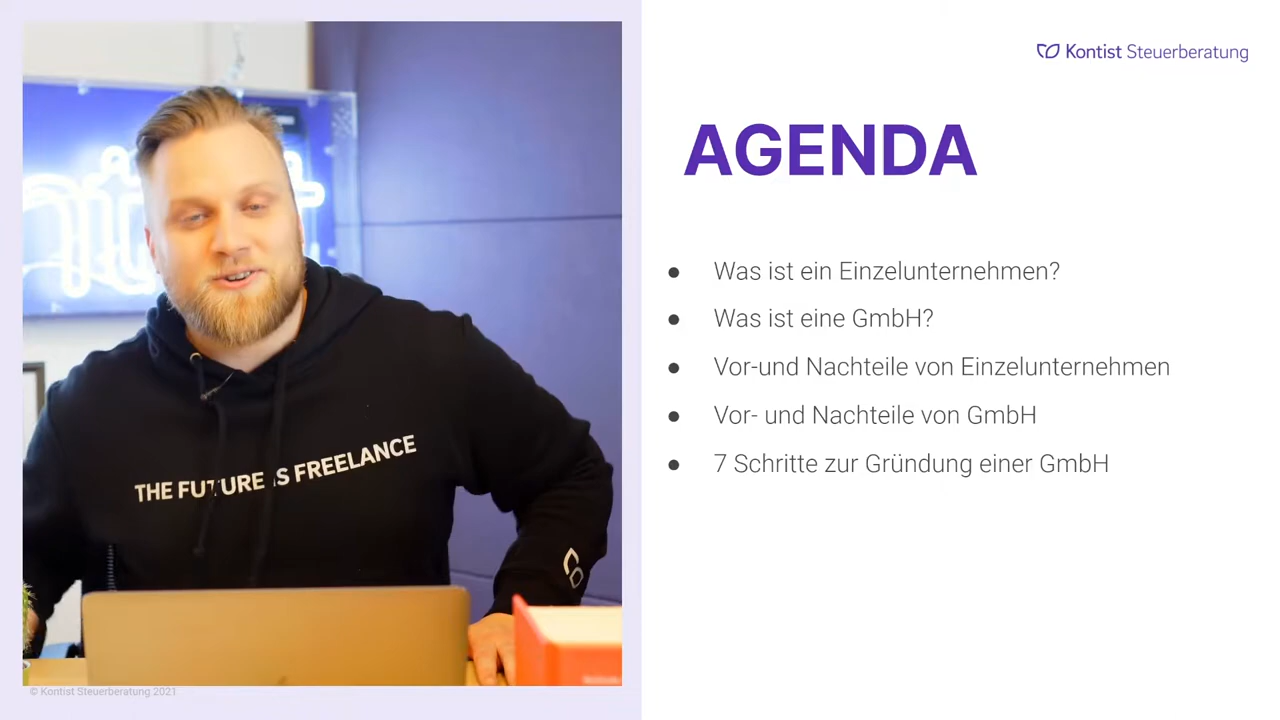 Kontist Steuerberatung
AGENDA
● Was ist ein Einzelunternehmen?
● Was ist eine GmbH?
● Vor-und Nachteile von Einzelunternehmen
● Vor- und Nachteile von GmbH
● 7 Schritte zur Gründung einer GmbH
THE FUTURE IS FREELANCE
© Kontist Steuerberatung 2021